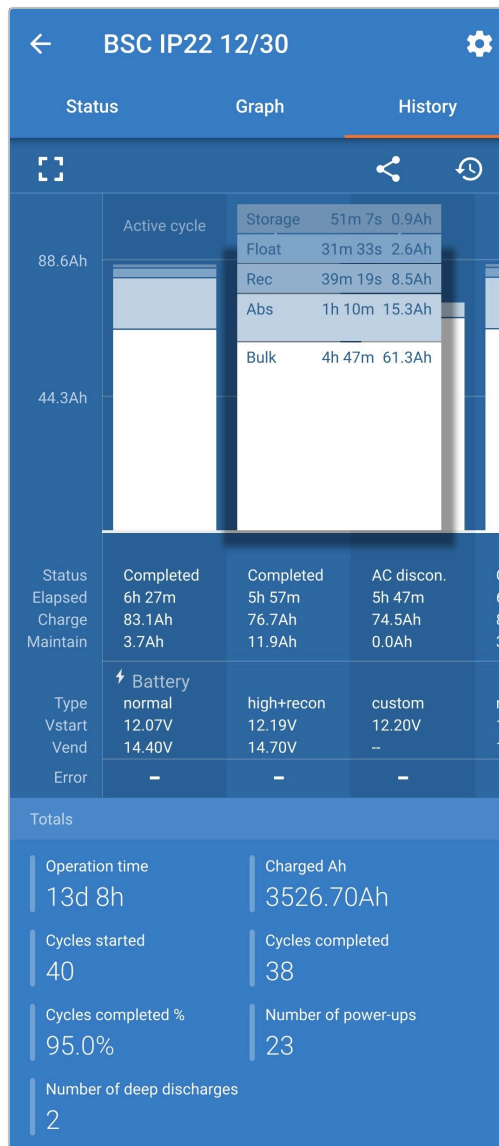 BSC IP22 12/30
Status Graph History
Active cycle
88.6Ah
44.3Ah
Storage 51m 7s 0.9Ah
Float 31m 33s 2.6Ah
Rec 39m 19s 8.5Ah
Abs 1h 10m 15.3Ah
Bulk 4h 47m 61.3Ah
Status Completed Completed AC discon.
Elapsed 6h 27m 5h 57m 5h 47m
Charge 83.1Ah 76.7Ah 74.5Ah
Maintain 3.7Ah 11.9Ah 0.0Ah
Battery
Type normal high+recon custom
Vstart 12.07V 12.19V 12.20V
Vend 14.40V 14.70V --
Error – – –
Totals
Operation time Charged Ah
13d 8h 3526.70Ah
Cycles started Cycles completed
40 38
Cycles completed % Number of power-ups
95.0% 23
Number of deep discharges
2